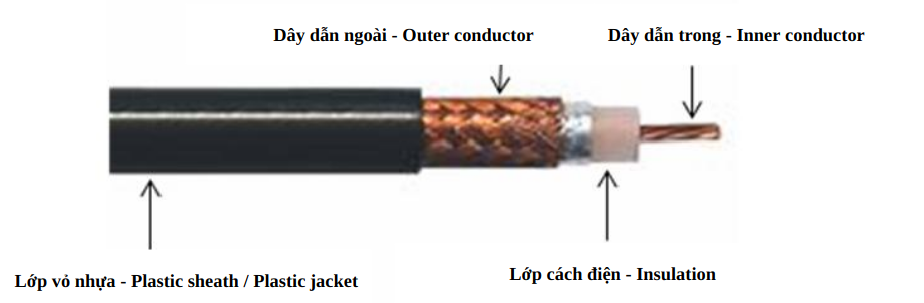 Dây dẫn ngoài - Outer conductor
Dây dẫn trong - Inner conductor
Lớp vỏ nhựa - Plastic sheath / Plastic jacket
Lớp cách điện - Insulation